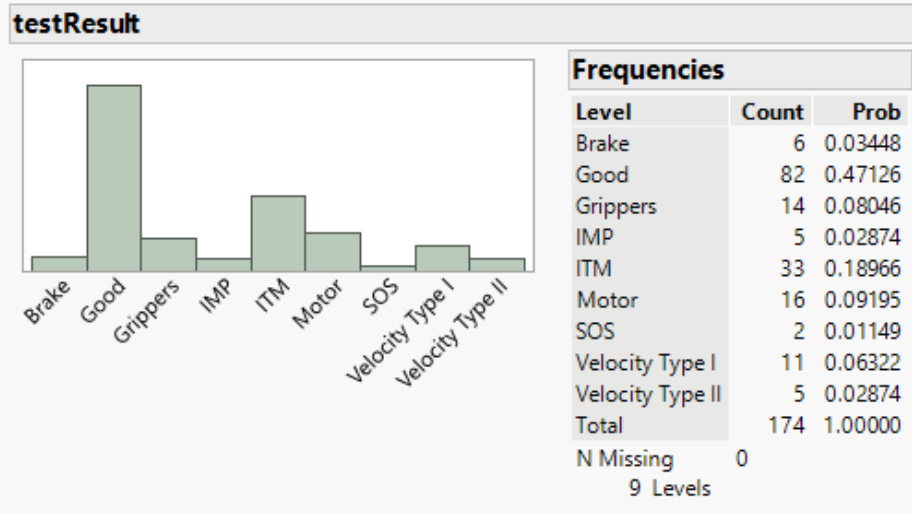 testResult
Brake
Good
Grippers
IMP
ITM
Motor
SOS
Velocity Type I
Velocity Type II
Frequencies
Level Count Prob
Brake 6 0.03448
Good 82 0.47126
Grippers 14 0.08046
IMP 5 0.02874
ITM 33 0.18966
Motor 16 0.09195
SOS 2 0.01149
Velocity Type I 11 0.06322
Velocity Type II 5 0.02874
Total 174 1.00000
N Missing 0
9 Levels